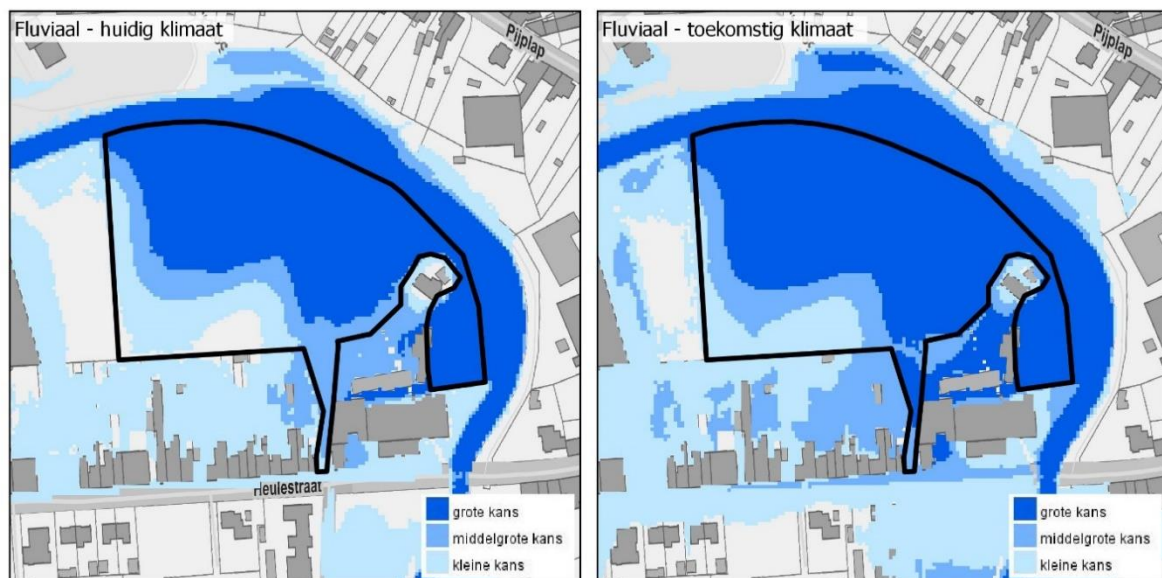 Fluviaal - huidig klimaat
Pijplap
Heulestraat
grote kans
middelgrote kans
kleine kans
Fluviaal - toekomstig klimaat
Pijplap
grote kans
middelgrote kans
kleine kans